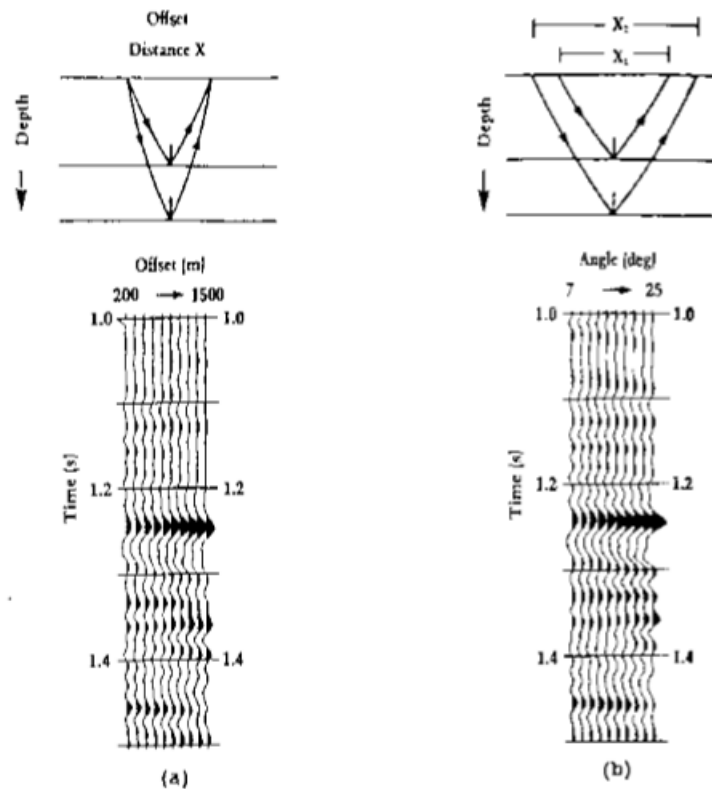 Offset
Distance X
Depth
Offset (m)
200 1500
1.0 1.0
1.2 1.2
Time (s)
1.4 1.4
(a)
X₂
X₁
Depth
Angle (deg)
7 25
1.0 1.0
1.2 1.2
Time (s)
1.4 1.4
(b)